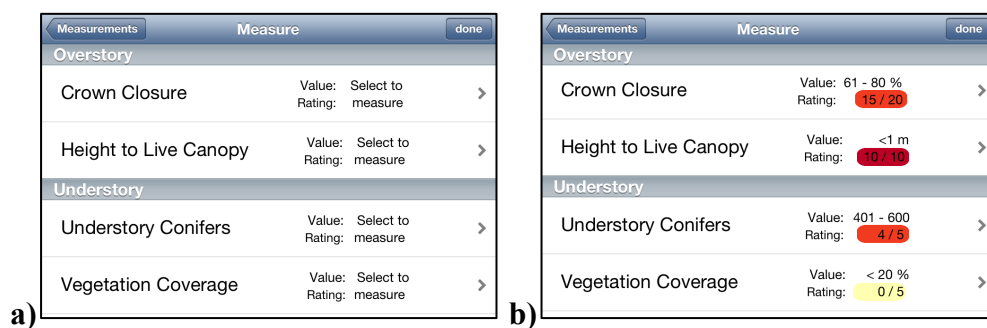 Measurements Measure done
Overstory
Crown Closure Value: Select to
Rating: measure
Height to Live Canopy Value: Select to
Rating: measure
Understory
Understory Conifers Value: Select to
Rating: measure
Vegetation Coverage Value: Select to
Rating: measure
a)
Measurements Measure done
Overstory
Crown Closure Value: 61 - 80 %
Rating: 15 / 20
Height to Live Canopy Value: <1 m
Rating: 10 / 10
Understory
Understory Conifers Value: 401 - 600
Rating: 4 / 5
Vegetation Coverage Value: < 20 %
Rating: 0 / 5
b)